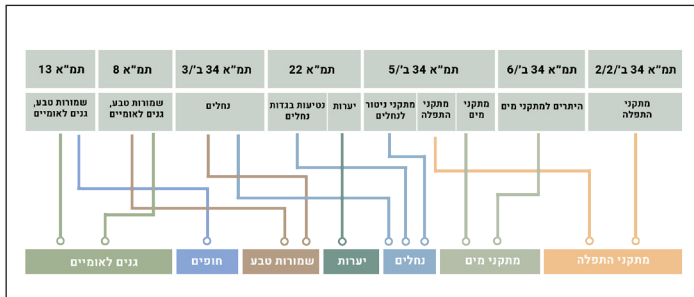 תמ״א 34 ב׳/2/2
תמ״א 34 ב׳/6
תמ״א 34 ב׳/5
תמ״א 22
תמ״א 34 ב׳/3
תמ״א 8
תמ״א 13
מתקני
התפלה
היתרים למתקני מים
מתקני
מים
מתקני
התפלה
מתקני ניטור
לנחלים
יערות
נטיעות בגדות
נחלים
נחלים
שמורות טבע,
גנים לאומיים
שמורות טבע,
גנים לאומיים
מתקני התפלה
מתקני מים
נחלים
יערות
שמורות טבע
חופים
גנים לאומיים